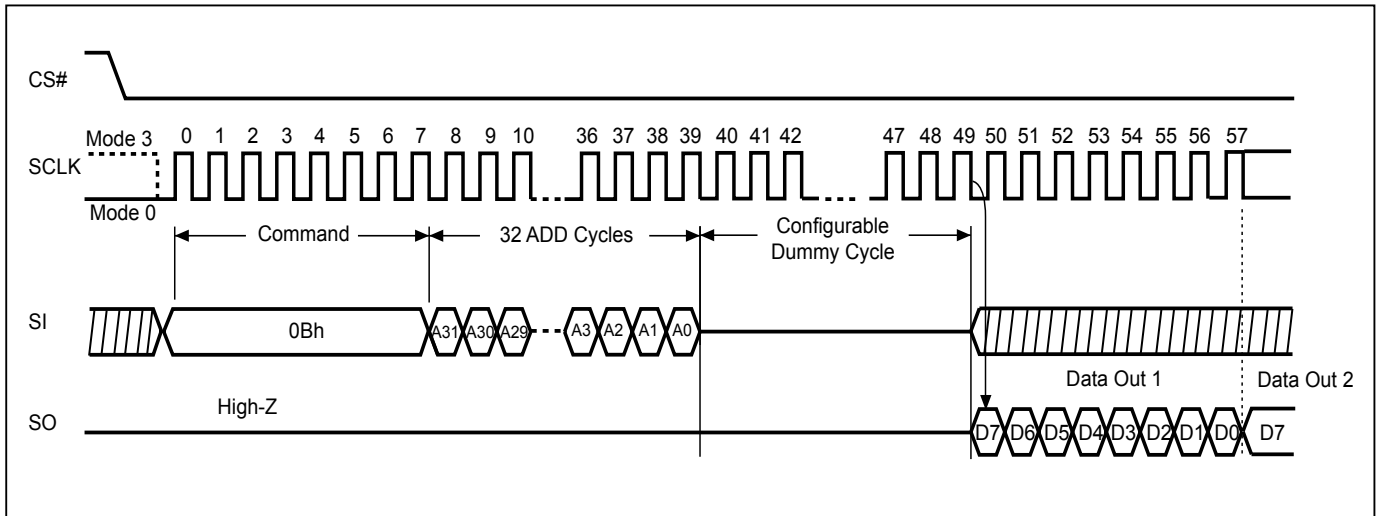 CS#
Mode 3 0 1 2 3 4 5 6 7 8 9 10 36 37 38 39 40 41 42 47 48 49 50 51 52 53 54 55 56 57
SCLK
Mode 0
Command 32 ADD Cycles Configurable
Dummy Cycle
SI 0Bh A31 A30 A29 A3 A2 A1 A0
Data Out 1 Data Out 2
High-Z
SO D7 D6 D5 D4 D3 D2 D1 D0 D7